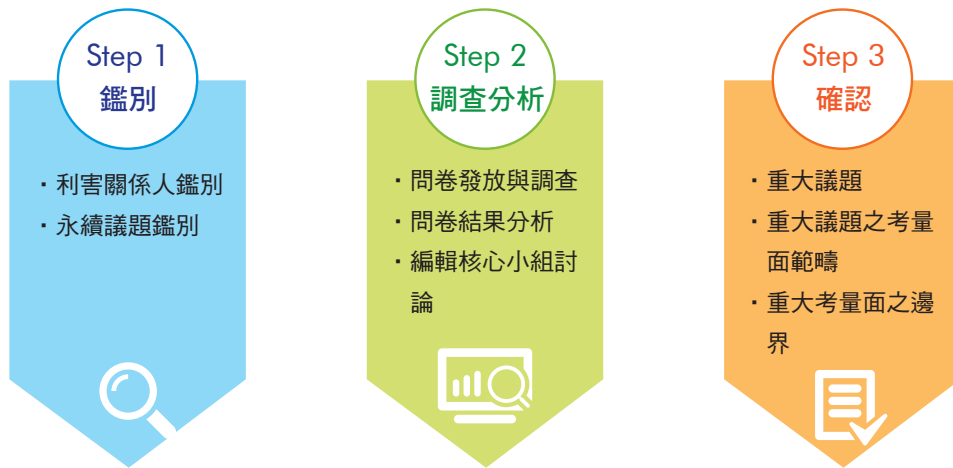 Step 1
鑑別
・利害關係人鑑別
・永續議題鑑別
Step 2
調查分析
・問卷發放與調查
・問卷結果分析
・編輯核心小組討
論
Step 3
確認
・重大議題
・重大議題之考量
面範疇
・重大考量面之邊
界